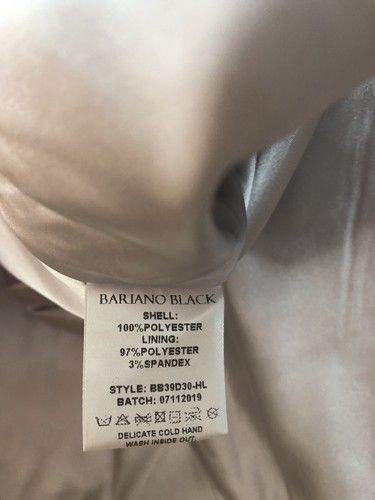 BARIANO BLACK
SHELL:
100%POLYESTER
LINING:
97%POLYESTER
3%SPANDEX
STYLE: BB39D30-HL
BATCH: 07112019
DELICATE COLD HAND
WASH INSIDE OUT.